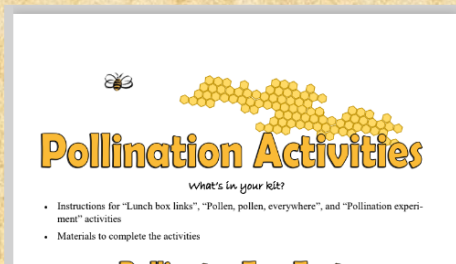 Pollination Activities
What's in your kit?
• Instructions for “Lunch box links”, “Pollen, pollen, everywhere”, and “Pollination experi-
ment” activities
• Materials to complete the activities